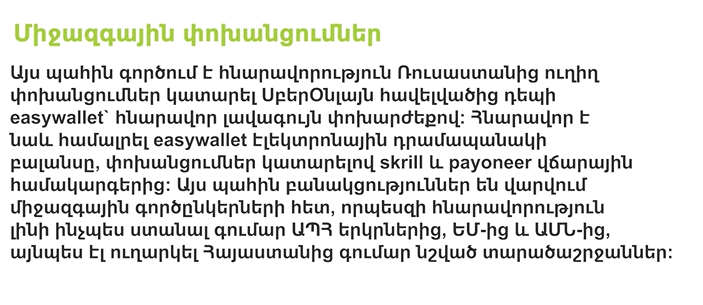 Միջազգային փոխանցումներ
Այս պահին գործում է հնարավորություն Ռուսաստանից ուղիղ
փոխանցումներ կատարել ՍբերՕնլայն հավելվածից դեպի
easywallet՝ հնարավոր լավագույն փոխարժեքով: Հնարավոր է
նաև համալրել easywallet էլեկտրոնային դրամապանակի
բալանսը, փոխանցումներ կատարելով skrill և payoneer վճարային
համակարգերից: Այս պահին բանակցություններ են վարվում
միջազգային գործընկերների հետ, որպեսզի հնարավորություն
լինի ինչպես ստանալ գումար ԱՊՀ երկրներից, ԵՄ-ից և ԱՄՆ-ից,
այնպես էլ ուղարկել Հայաստանից գումար նշված տարածաշրջաններ: